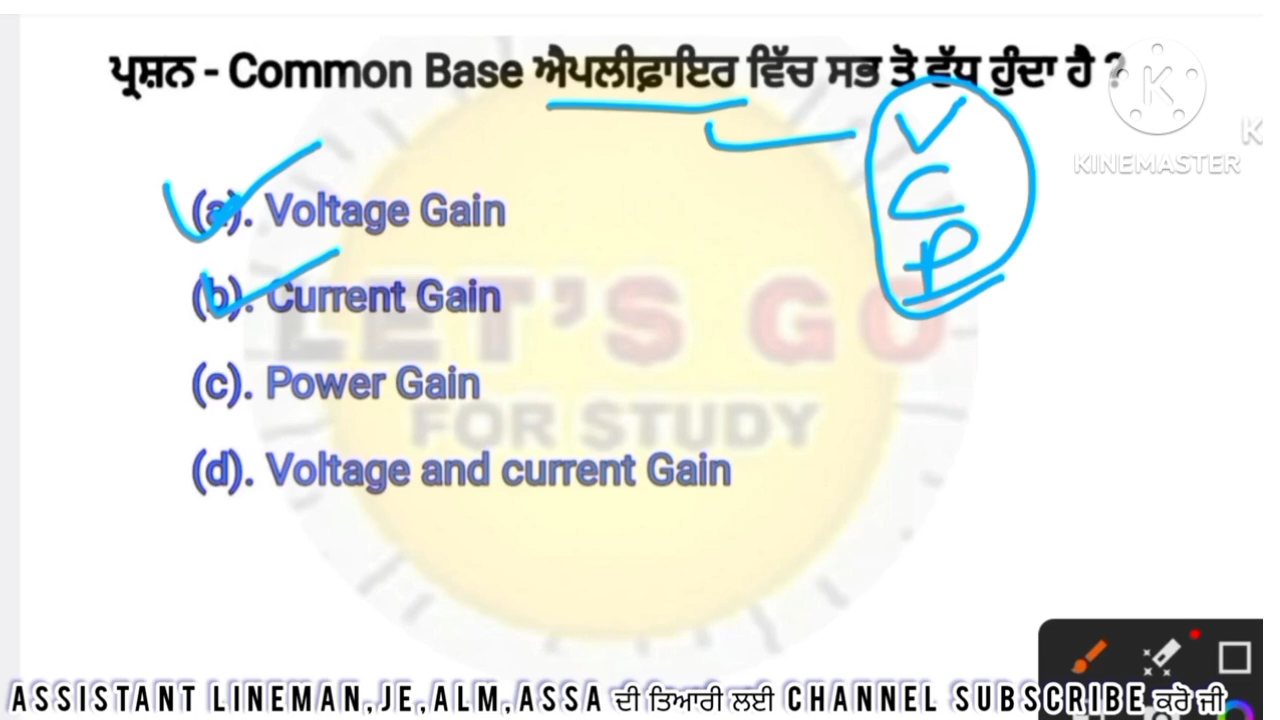 ਪ੍ਰਸ਼ਨ - Common Base ਐਪਲੀਫ਼ਾਇਰ ਵਿੱਚ ਸਭ ਤੋ ਵੱਧ ਹੁੰਦਾ ਹੈ ?
K
KINEMASTER
K
V
C
P
(a). Voltage Gain
(b). Current Gain
(c). Power Gain
(d). Voltage and current Gain
LET'S GO
FOR STUDY
ASSISTANT LINEMAN,JE,ALM,ASSA ਦੀ ਤਿਆਰੀ ਲਈ CHANNEL SUBSCRIBE ਕਰੋ ਜੀ